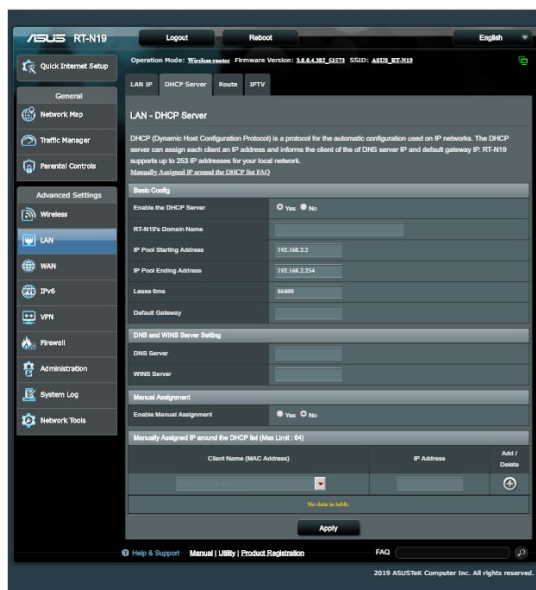 ASUS RT-N19
Logout
Reboot
English
Operation Mode: Wireless router Firmware Version: 3.0.0.4.382_51573 SSID: ASUS_RT-N19
Quick Internet Setup
General
Network Map
Traffic Manager
Parental Controls
Advanced Settings
Wireless
LAN
WAN
IPv6
VPN
Firewall
Administration
System Log
Network Tools
LAN IP
DHCP Server
Route
IPTV
LAN - DHCP Server
DHCP (Dynamic Host Configuration Protocol) is a protocol for the automatic configuration used on IP networks. The DHCP
server can assign each client an IP address and informs the client of the of DNS server IP and default gateway IP. RT-N19
supports up to 253 IP addresses for your local network.
Manually Assigned IP around the DHCP list FAQ
Basic Config
Enable the DHCP Server
Yes No
RT-N19's Domain Name
IP Pool Starting Address
192.168.2.2
IP Pool Ending Address
192.168.2.254
Lease time
86400
Default Gateway
DNS and WINS Server Setting
DNS Server
WINS Server
Manual Assignment
Enable Manual Assignment
Yes No
Manually Assigned IP around the DHCP list (Max Limit : 64)
Client Name (MAC Address)
IP Address
Add /
Delete
No data in table.
Apply
Help & Support
Manual | Utility | Product Registration
FAQ
2019 ASUSTeK Computer Inc. All rights reserved.